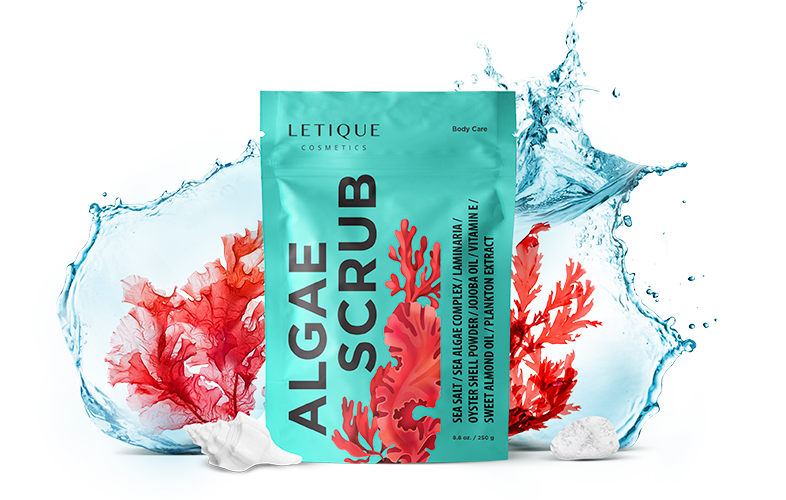 LETIQUE
COSMETICS
Body Care
ALGAE
SCRUB
SEA SALT / SEA ALGAE COMPLEX / LAMINARIA /
OYSTER SHELL POWDER / JOJOBA OIL / VITAMIN E /
SWEET ALMOND OIL / PLANKTON EXTRACT
8.8 oz. / 250 g